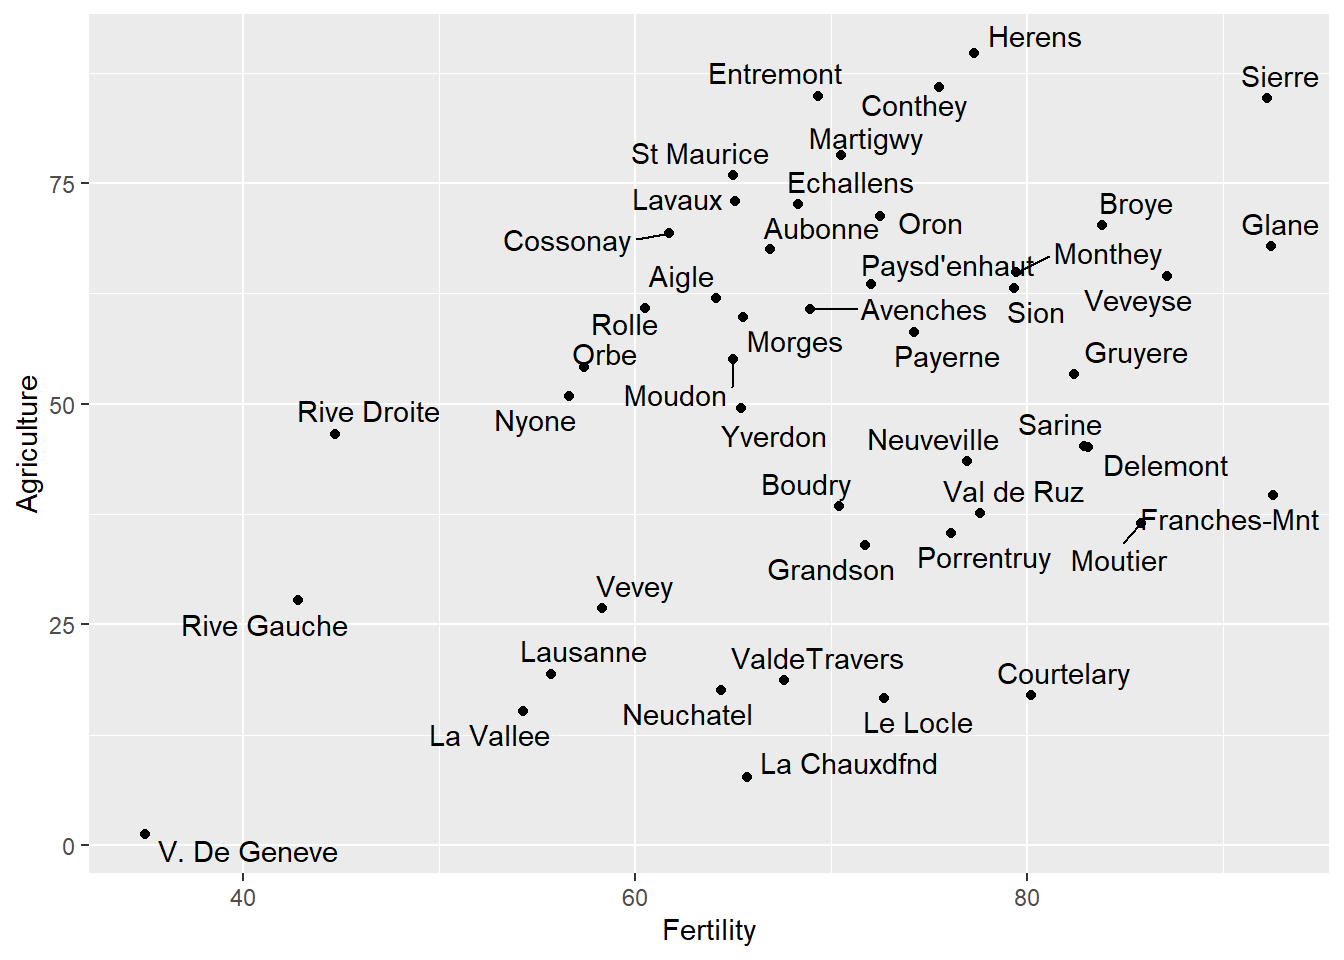 Herens
Entremont
Sierre
Conthey
Martigwy
St Maurice
75
Echallens
Lavaux
Broye
Oron
Glane
Aubonne
Cossonay
Monthey
Paysd'enhaut
Aigle
Veveyse
Avenches
Sion
Rolle
Morges
Orbe
Gruyere
Payerne
Moudon
50
Rive Droite
Nyone
Sarine
Yverdon
Neuveville
Delemont
Boudry
Val de Ruz
Franches-Mnt
Porrentruy
Moutier
Grandson
Vevey
25
Rive Gauche
Lausanne
ValdeTravers
Courtelary
Neuchatel
Le Locle
La Vallee
La Chauxdfnd
0
V. De Geneve
40
60
80
Fertility
Agriculture